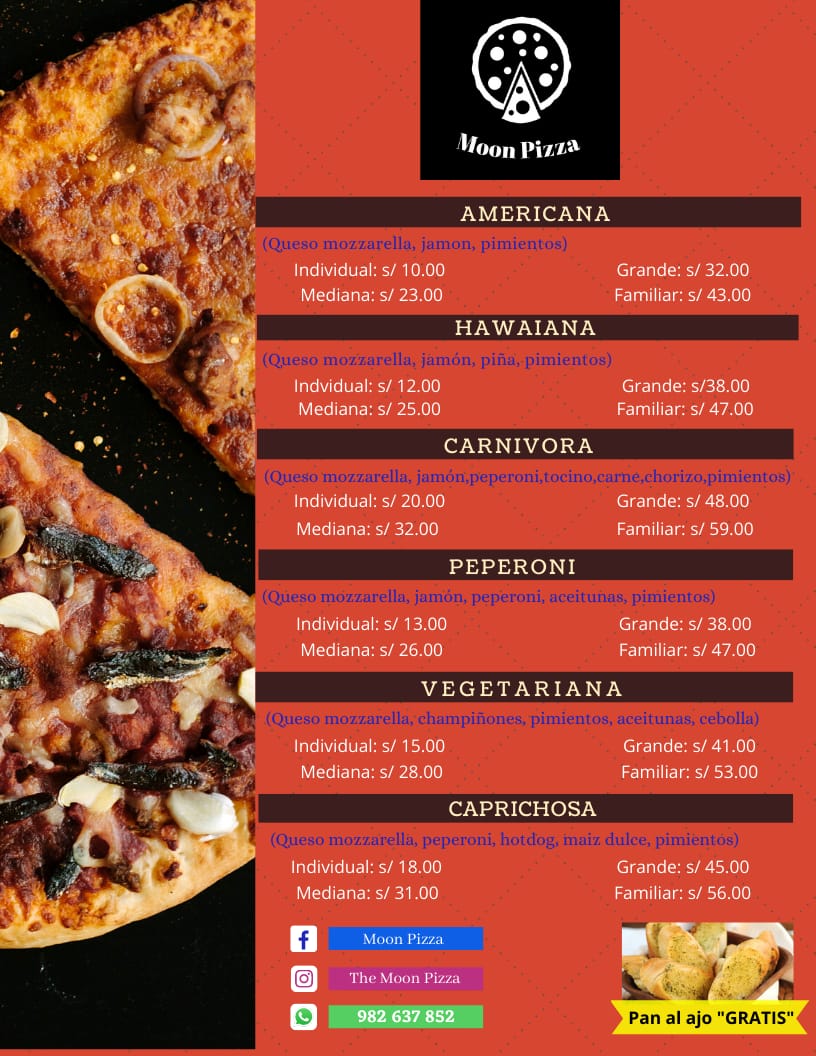 Moon Pizza
AMERICANA
(Queso mozzarella, jamon, pimientos)
Individual: s/ 10.00 Grande: s/ 32.00
Mediana: s/ 23.00 Familiar: s/ 43.00
HAWAIANA
(Queso mozzarella, jamón, piña, pimientos)
Indvidual: s/ 12.00 Grande: s/38.00
Mediana: s/ 25.00 Familiar: s/ 47.00
CARNIVORA
(Queso mozzarella, jamón,peperoni,tocino,carne,chorizo,pimientos)
Individual: s/ 20.00 Grande: s/ 48.00
Mediana: s/ 32.00 Familiar: s/ 59.00
PEPERONI
(Queso mozzarella, jamón, peperoni, aceitunas, pimientos)
Individual: s/ 13.00 Grande: s/ 38.00
Mediana: s/ 26.00 Familiar: s/ 47.00
VEGETARIANA
(Queso mozzarella, champiñones, pimientos, aceitunas, cebolla)
Individual: s/ 15.00 Grande: s/ 41.00
Mediana: s/ 28.00 Familiar: s/ 53.00
CAPRICHOSA
(Queso mozzarella, peperoni, hotdog, maiz dulce, pimientos)
Individual: s/ 18.00 Grande: s/ 45.00
Mediana: s/ 31.00 Familiar: s/ 56.00
Moon Pizza
The Moon Pizza
982 637 852
Pan al ajo "GRATIS"